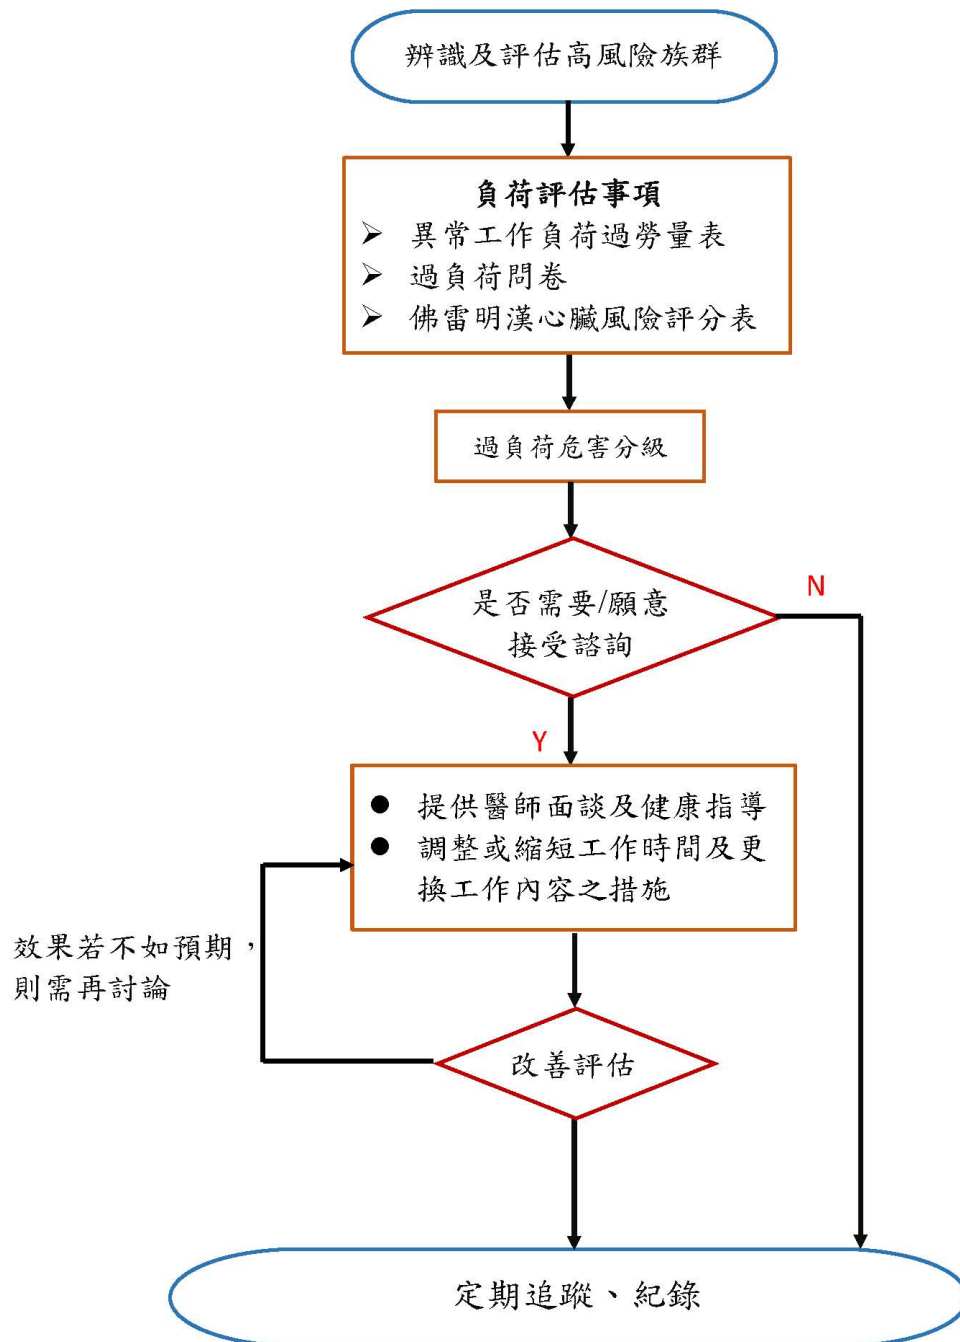 辨識及評估高風險族群
負荷評估事項
➢ 異常工作負荷過勞量表
➢ 過負荷問卷
➢ 佛雷明漢心臟風險評分表
過負荷危害分級
是否需要/願意
接受諮詢
N
Y
● 提供醫師面談及健康指導
● 調整或縮短工作時間及更
換工作內容之措施
效果若不如預期，
則需再討論
改善評估
定期追蹤、紀錄